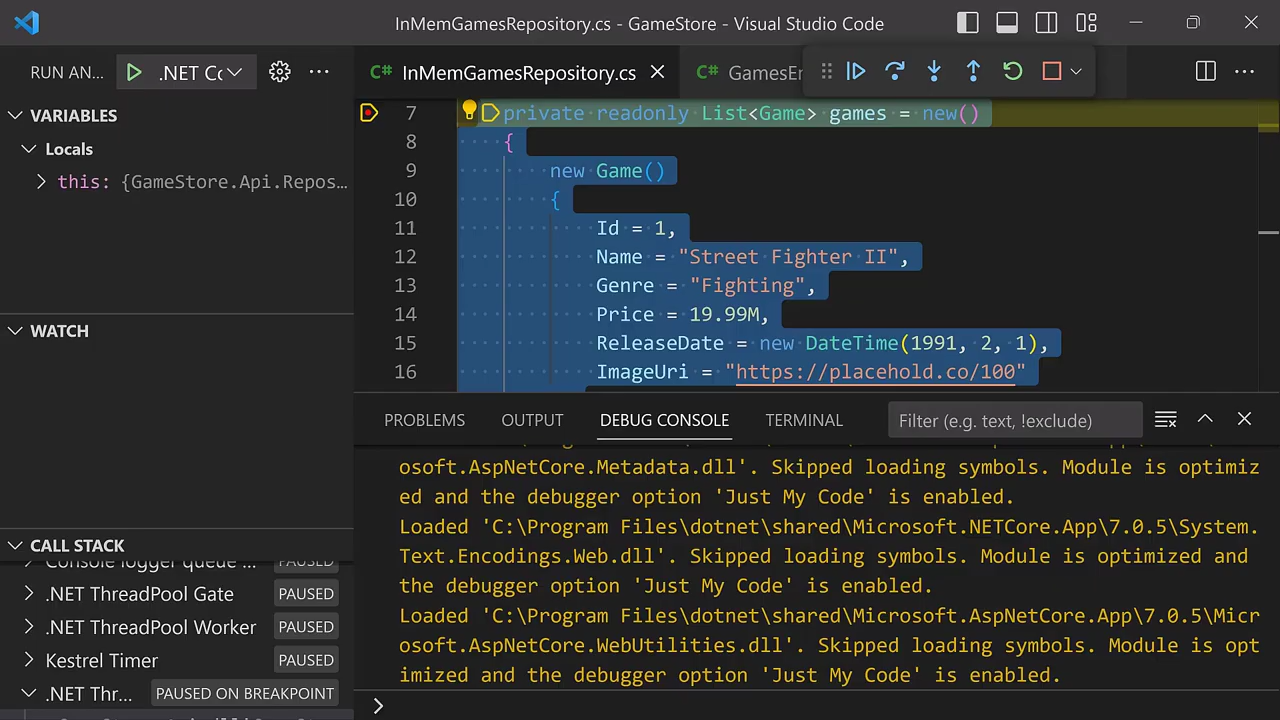 InMemGamesRepository.cs - GameStore - Visual Studio Code
RUN AN...
.NET Cc
InMemGamesRepository.cs
GamesEr
VARIABLES
Locals
this: {GameStore.Api.Repos...
WATCH
CALL STACK
Console logger queue ... PAUSED
.NET ThreadPool Gate PAUSED
.NET ThreadPool Worker PAUSED
Kestrel Timer PAUSED
.NET Thr... PAUSED ON BREAKPOINT
7 private readonly List<Game> games = new()
8 {
9 new Game()
10 {
11 Id = 1,
12 Name = "Street Fighter II",
13 Genre = "Fighting",
14 Price = 19.99M,
15 ReleaseDate = new DateTime(1991, 2, 1),
16 ImageUri = "https://placehold.co/100"
PROBLEMS OUTPUT DEBUG CONSOLE TERMINAL Filter (e.g. text, !exclude)
osoft.AspNetCore.Metadata.dll'. Skipped loading symbols. Module is optimiz
ed and the debugger option 'Just My Code' is enabled.
Loaded 'C:\Program Files\dotnet\shared\Microsoft.NETCore.App\7.0.5\System.
Text.Encodings.Web.dll'. Skipped loading symbols. Module is optimized and
the debugger option 'Just My Code' is enabled.
Loaded 'C:\Program Files\dotnet\shared\Microsoft.AspNetCore.App\7.0.5\Micr
osoft.AspNetCore.WebUtilities.dll'. Skipped loading symbols. Module is opt
imized and the debugger option 'Just My Code' is enabled.